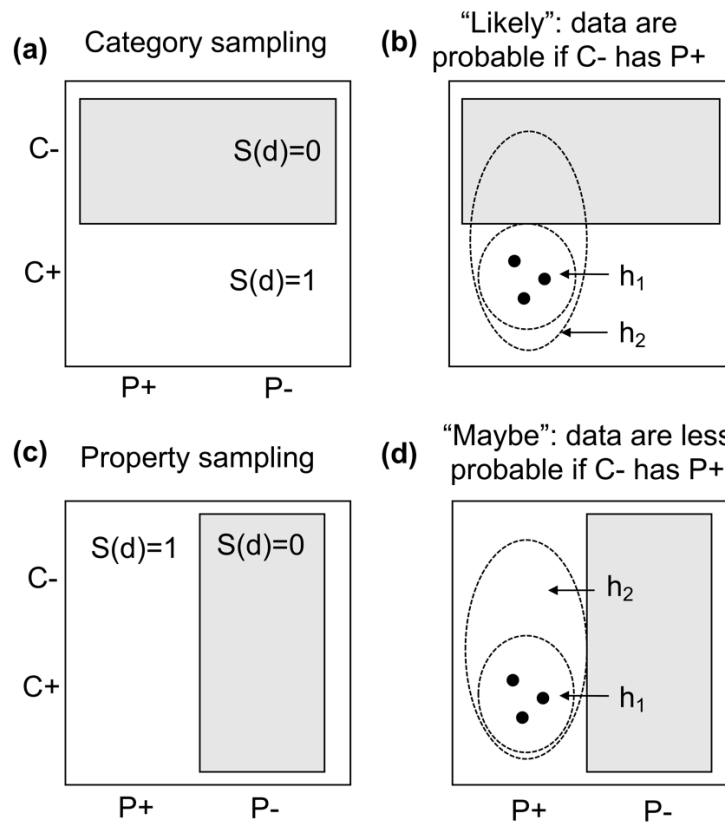 (a) Category sampling
C-
S(d)=0
C+
S(d)=1
P+ P-
(b) “Likely”: data are
probable if C- has P+
h1
h2
(c) Property sampling
S(d)=1 S(d)=0
C-
C+
P+ P-
(d) “Maybe”: data are less
probable if C- has P+
h2
h1
P+ P-